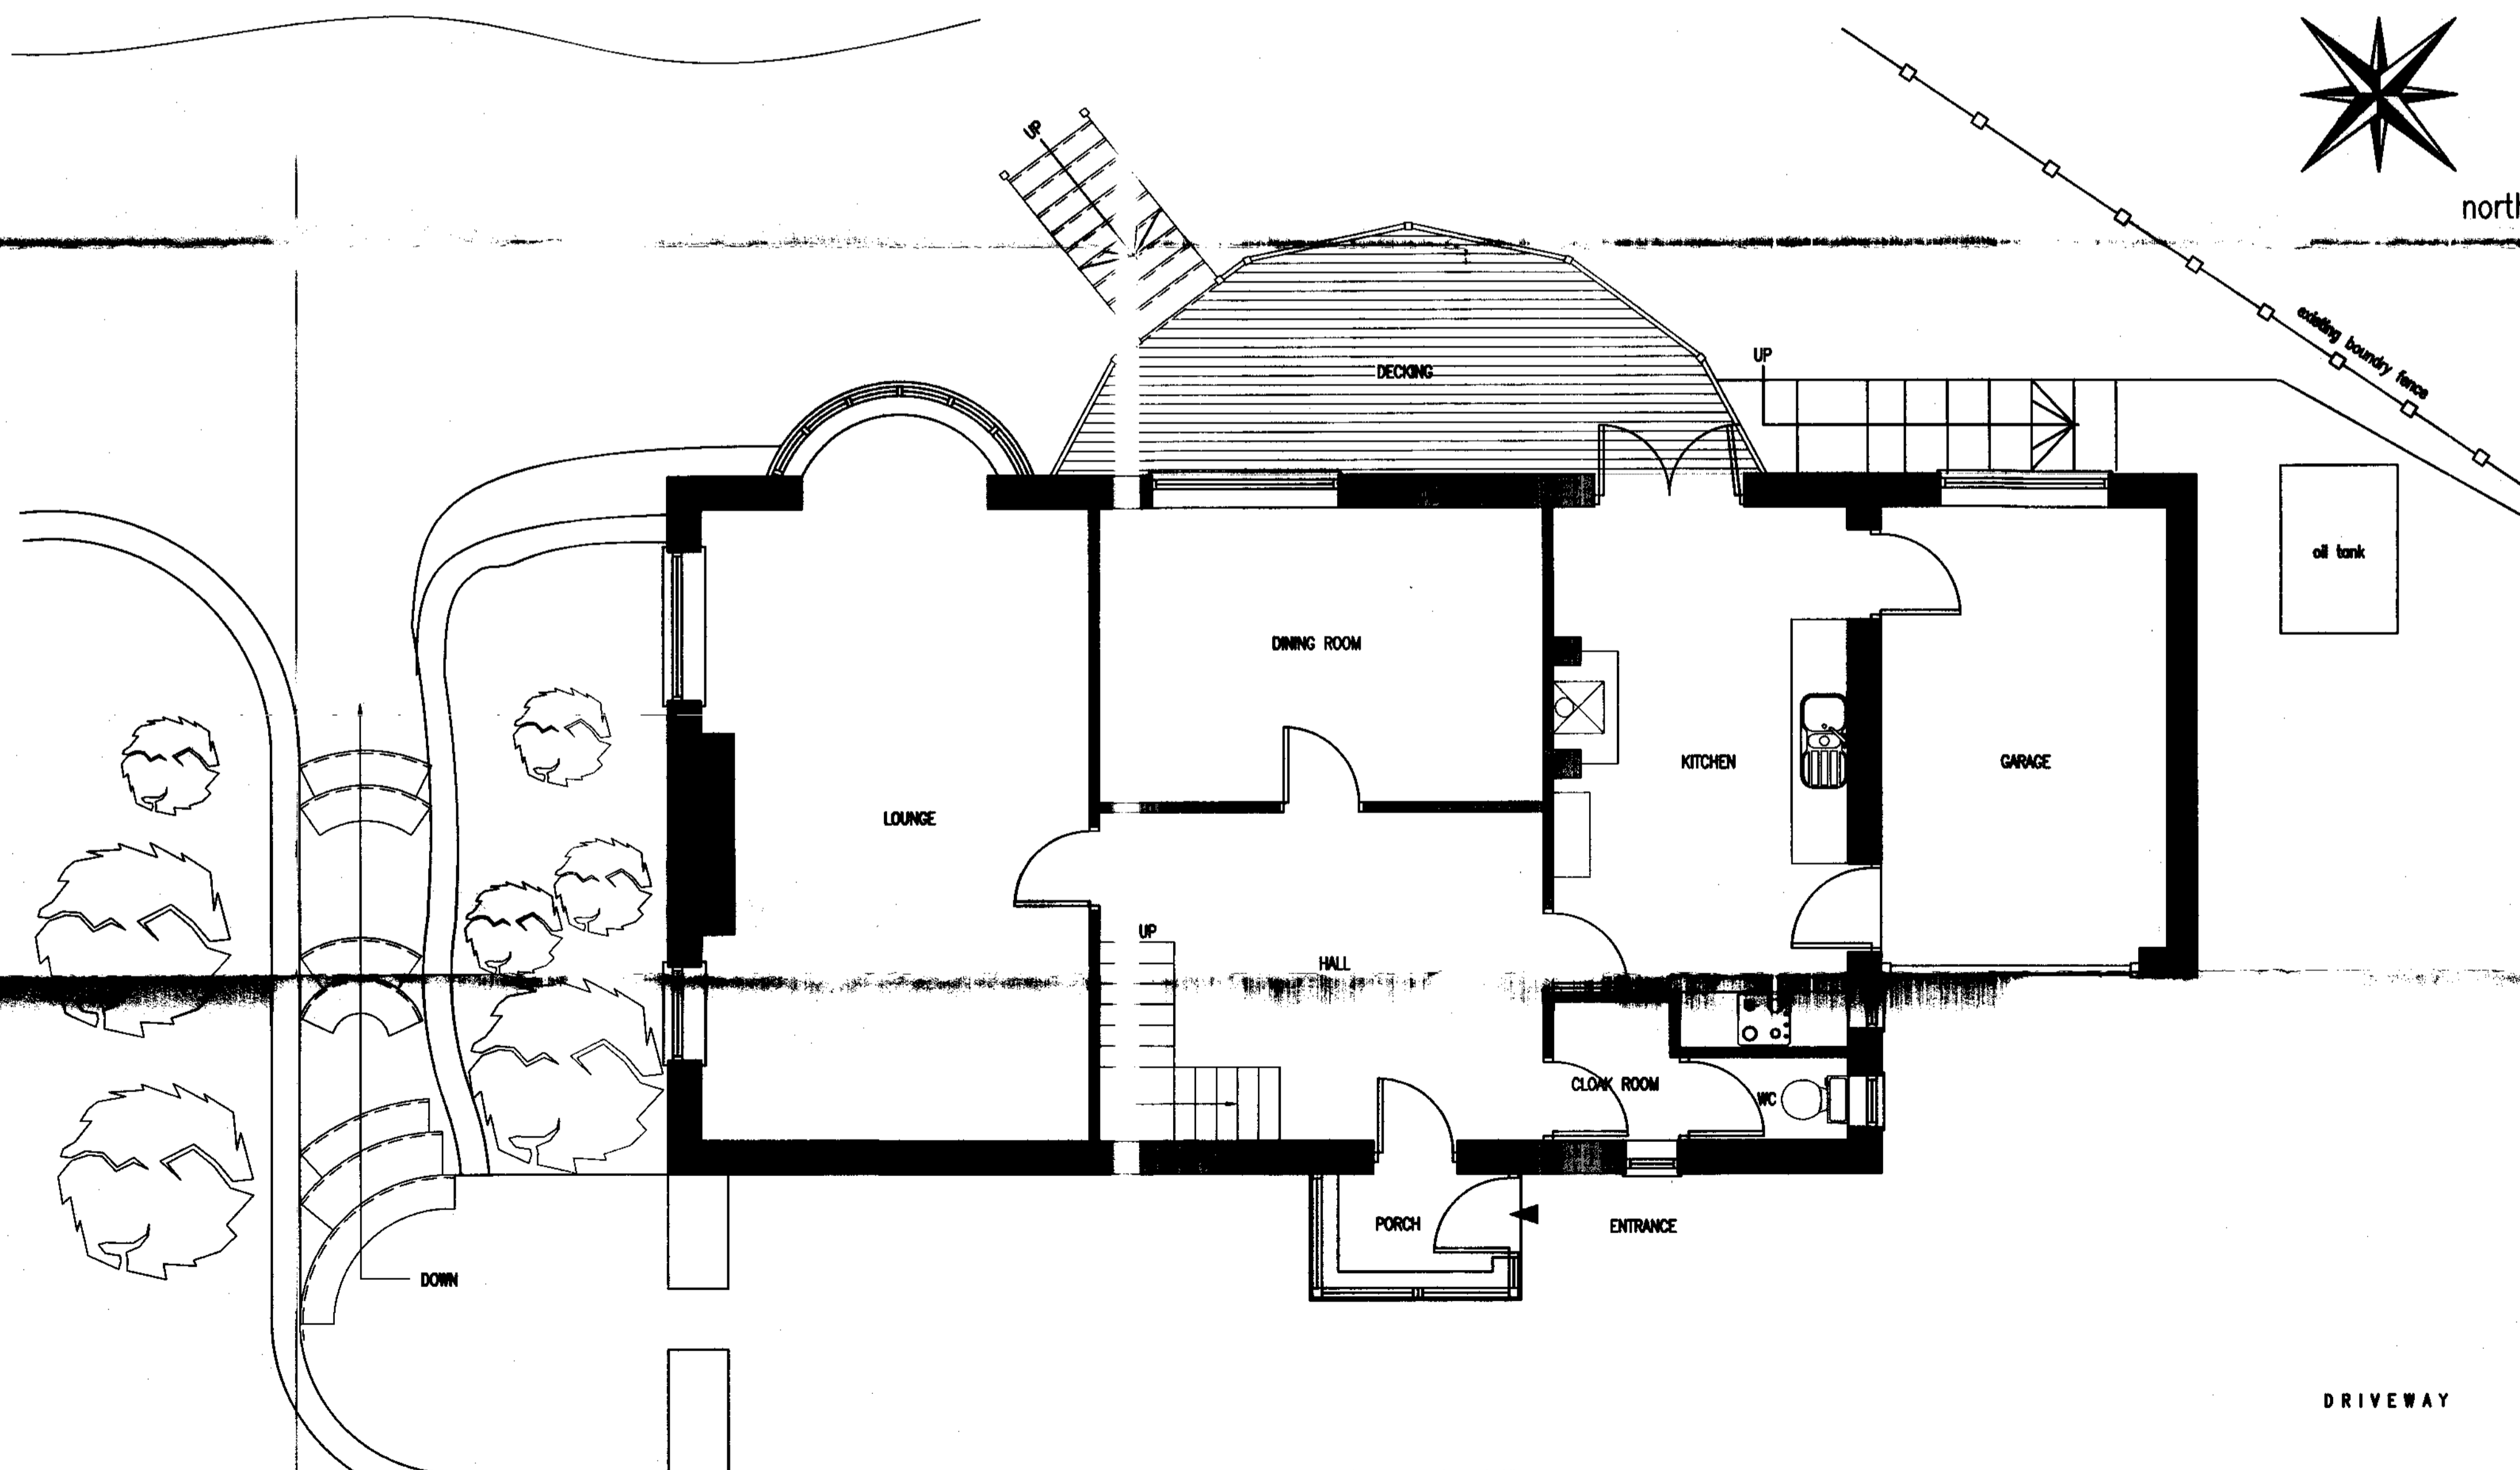 UP
north
existing boundry fence
UP
DECKING
oil tank
DINING ROOM
KITCHEN
GARAGE
LOUNGE
UP
HALL
CLOAK ROOM
WC
PORCH
ENTRANCE
DOWN
DRIVEWAY